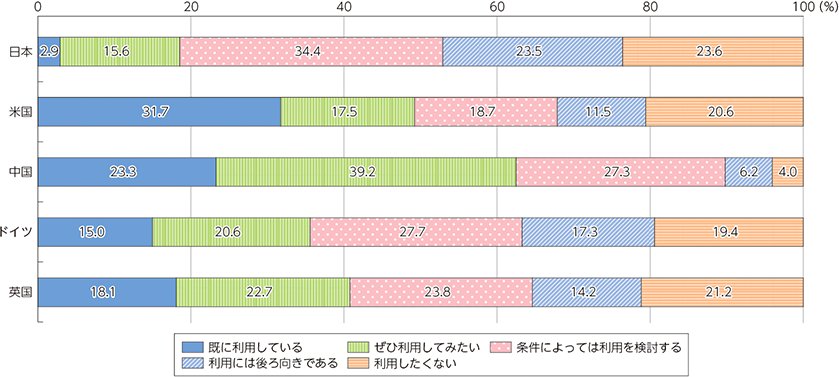 0 20 40 60 80 100 (%)
日本 2.9 15.6 34.4 23.5 23.6
米国 31.7 17.5 18.7 11.5 20.6
中国 23.3 39.2 27.3 6.2 4.0
ドイツ 15.0 20.6 27.7 17.3 19.4
英国 18.1 22.7 23.8 14.2 21.2
既に利用している ぜひ利用してみたい 条件によっては利用を検討する
利用には後ろ向きである 利用したくない